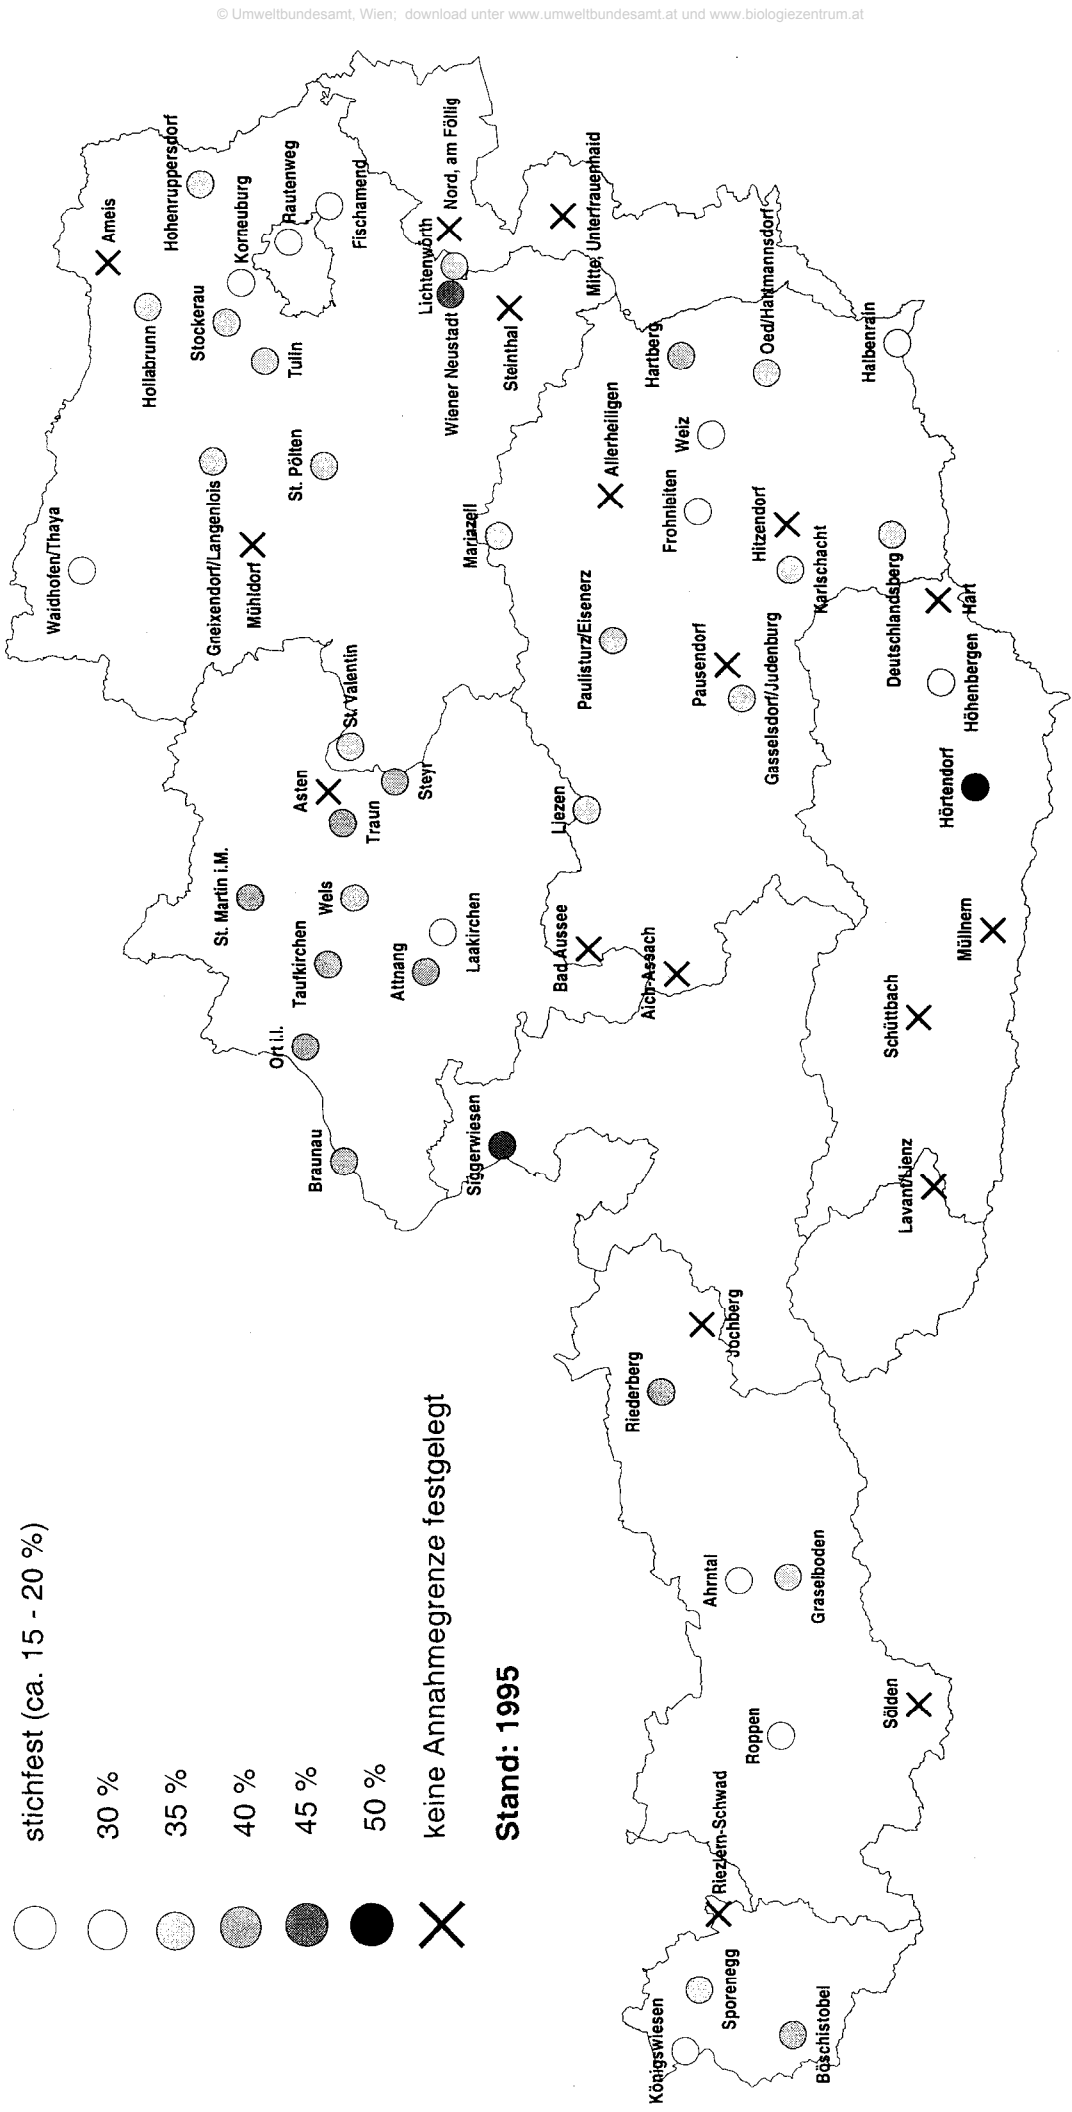 © Umweltbundesamt, Wien; download unter www.umweltbundesamt.at und www.biologiezentrum.at
stichfest (ca. 15 - 20 %)
30 %
35 %
40 %
45 %
50 %
keine Annahmegrenze festgelegt
Stand: 1995
Waidhofen/Thaya
Ameis
Hollabrunn
Hohenruppersdorf
Stockerau
Korneuburg
Rautenweg
Fischamend
Tulln
Gneixendorf/Langenlois
Mühldorf
St. Pölten
St. Valentin
Lichtenwörth
Nord, am Föllig
Wiener Neustadt
Steinthal
Mitte, Unterfrauenhaid
St. Martin i.M.
Asten
Traun
Steyr
Wels
Taufkirchen
Attnang
Laakirchen
Ort i.I.
Braunau
Siggerwiesen
Mariazell
Hartberg
Oed/Hartmannsdorf
Halbenrain
Allerheiligen
Weiz
Frohnleiten
Hitzendorf
Karlschacht
Paulisturz/Eisenerz
Pausendorf
Gasselsdorf/Judenburg
Deutschlandsberg
Liezen
Bad Aussee
Aich-Assach
Hart
Höhenbergen
Hörtendorf
Müllnern
Schüttbach
Lavant/Lienz
Jochberg
Riederberg
Ahrntal
Graselboden
Roppen
Sölden
Riezlern-Schwad
Sporenegg
Königswiesen
Böschistobel